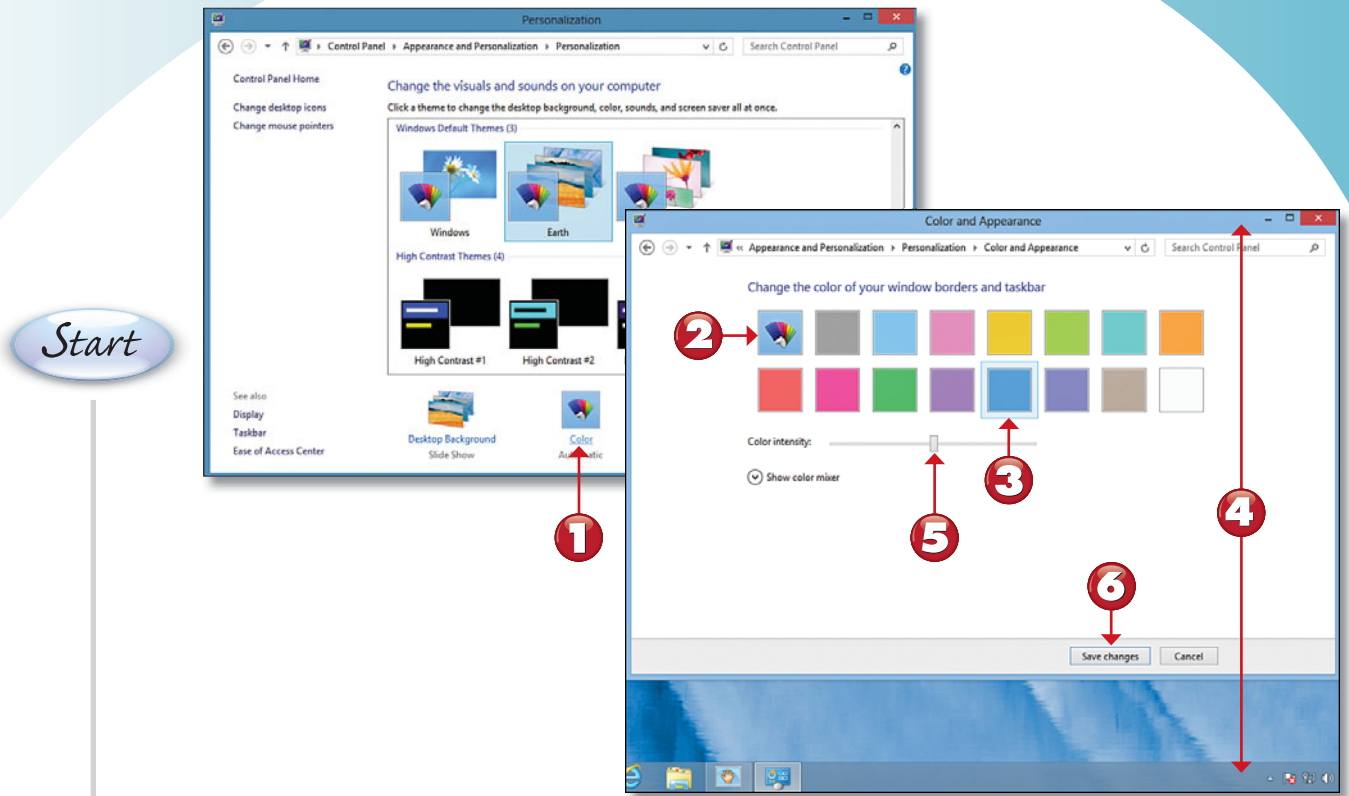 Personalization
Control Panel Appearance and Personalization Personalization
Search Control Panel
Control Panel Home
Change desktop icons
Change mouse pointers
Change the visuals and sounds on your computer
Click a theme to change the desktop background, color, sounds, and screen saver all at once.
Windows Default Themes (3)
Windows
Earth
High Contrast Themes (4)
High Contrast #1
High Contrast #2
See also
Display
Taskbar
Ease of Access Center
Desktop Background
Slide Show
Color
Automatic
1
Start
Color and Appearance
« Appearance and Personalization Personalization Color and Appearance
Search Control Panel
Change the color of your window borders and taskbar
2
Color intensity:
Show color mixer
3
4
5
6
Save changes
Cancel